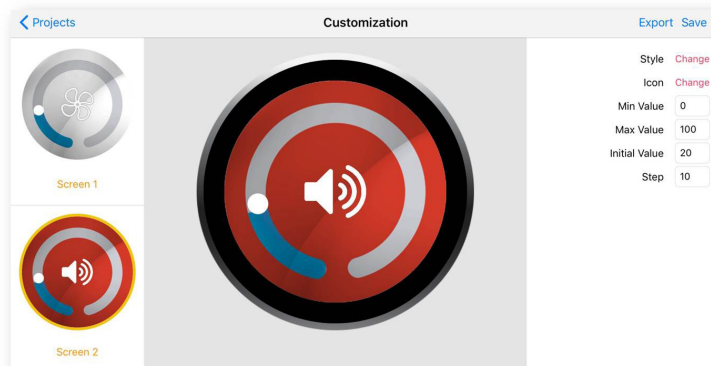 Projects
Customization
Export Save
Screen 1
Screen 2
Style Change
Icon Change
Min Value 0
Max Value 100
Initial Value 20
Step 10